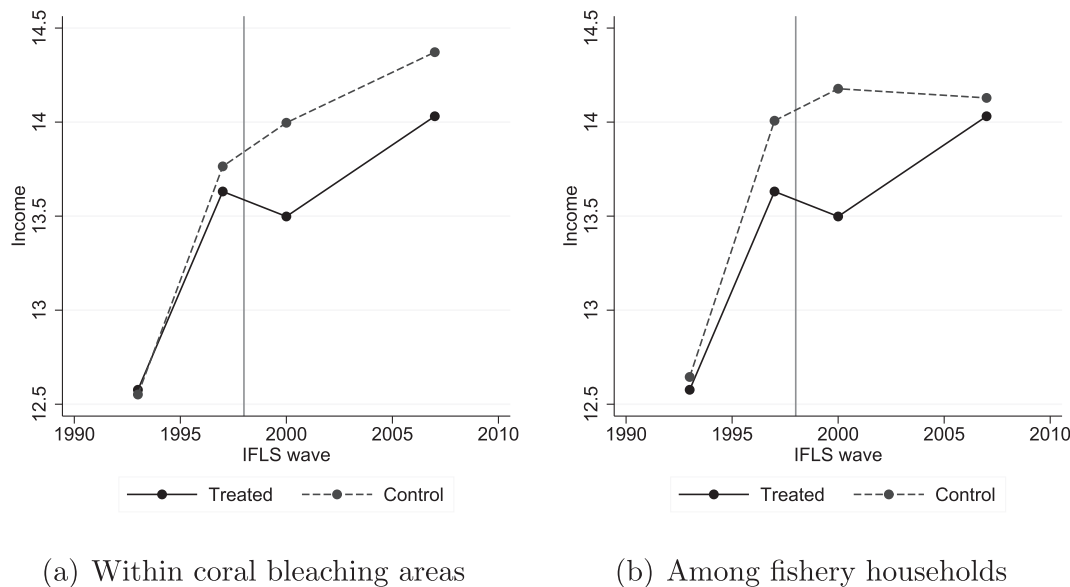 14.5
14
13.5
13
12.5
Income
1990 1995 2000 2005 2010
IFLS wave
Treated Control
(a) Within coral bleaching areas
14.5
14
13.5
13
12.5
Income
1990 1995 2000 2005 2010
IFLS wave
Treated Control
(b) Among fishery households